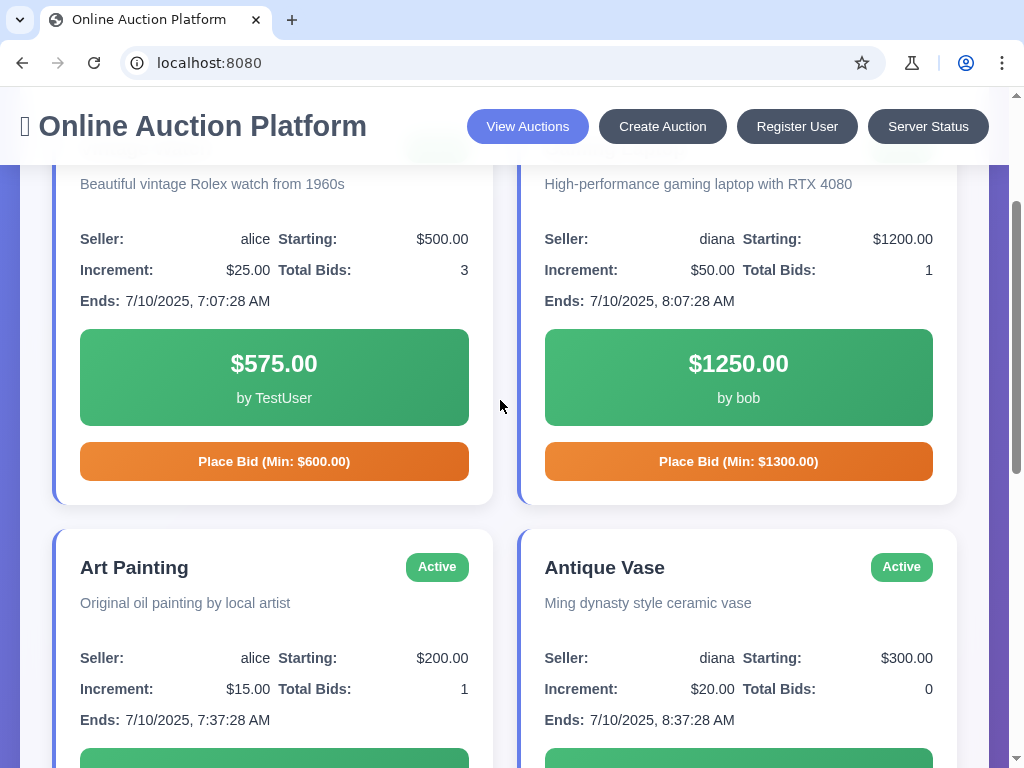 Online Auction Platform
localhost:8080
Online Auction Platform
View Auctions
Create Auction
Register User
Server Status
Beautiful vintage Rolex watch from 1960s
Seller: alice Starting: $500.00
Increment: $25.00 Total Bids: 3
Ends: 7/10/2025, 7:07:28 AM
$575.00
by TestUser
Place Bid (Min: $600.00)
High-performance gaming laptop with RTX 4080
Seller: diana Starting: $1200.00
Increment: $50.00 Total Bids: 1
Ends: 7/10/2025, 8:07:28 AM
$1250.00
by bob
Place Bid (Min: $1300.00)
Art Painting
Active
Original oil painting by local artist
Seller: alice Starting: $200.00
Increment: $15.00 Total Bids: 1
Ends: 7/10/2025, 7:37:28 AM
Antique Vase
Active
Ming dynasty style ceramic vase
Seller: diana Starting: $300.00
Increment: $20.00 Total Bids: 0
Ends: 7/10/2025, 8:37:28 AM